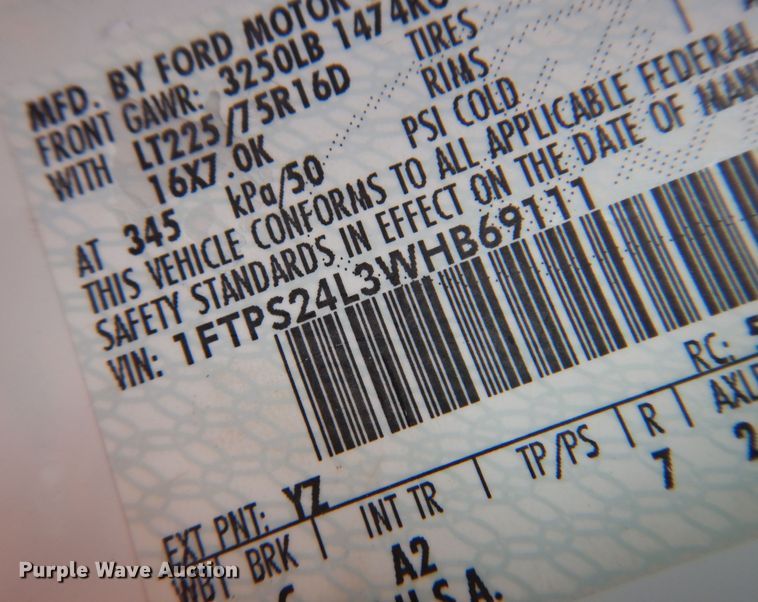 MFD. BY FORD MOTOR
FRONT GAWR: 3250LB 1474KG
WITH LT225/75R16D TIRES
16X7.0K RIMS
AT 345 kPa/50 PSI COLD
THIS VEHICLE CONFORMS TO ALL APPLICABLE FEDERAL
SAFETY STANDARDS IN EFFECT ON THE DATE OF MAN
VIN: 1FTPS24L3WHB69111
EXT PNT: YZ RC: 5
WBT BRK INT TR TP/PS R AXLE
A2 7 2
U.S.A.
Purple Wave Auction